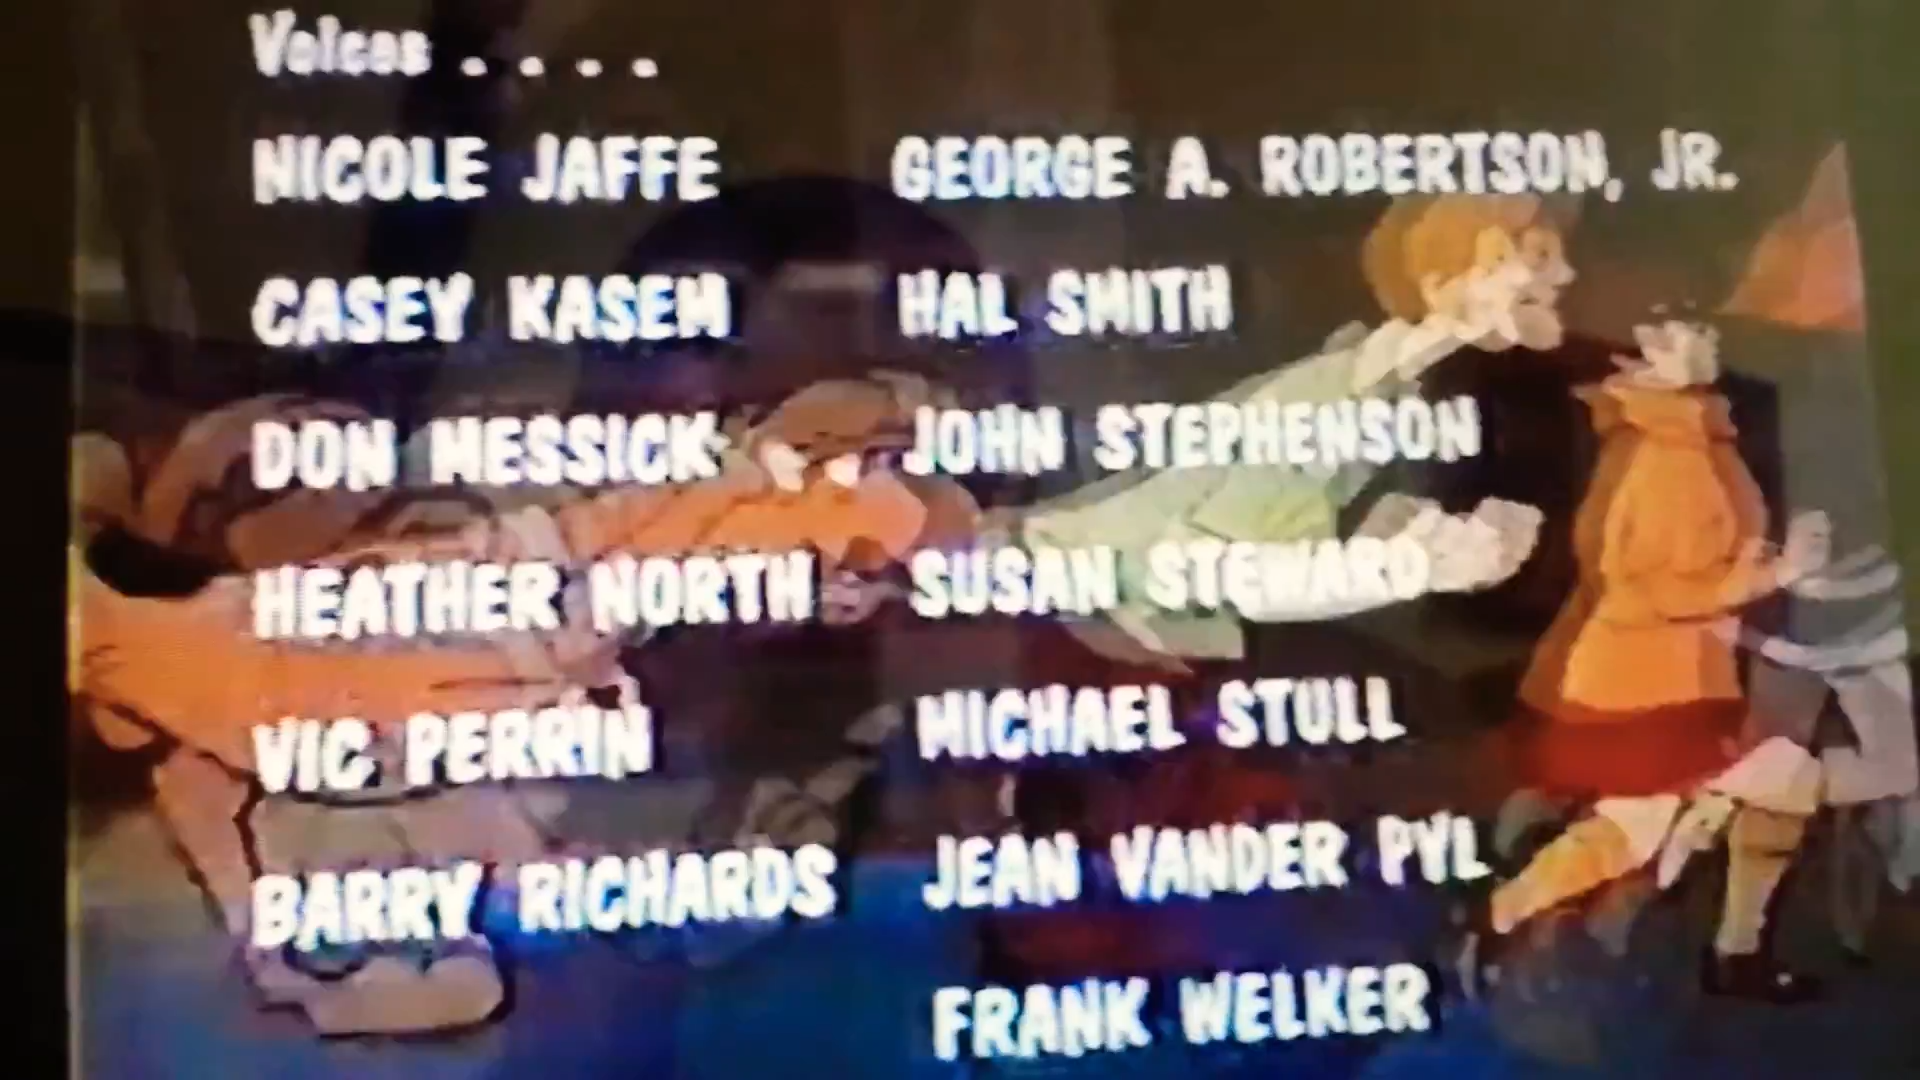 Voices . . . .
NICOLE JAFFE
GEORGE A. ROBERTSON, JR.
CASEY KASEM
HAL SMITH
DON MESSICK
JOHN STEPHENSON
HEATHER NORTH
SUSAN STEWARD
VIC PERRIN
MICHAEL STULL
BARRY RICHARDS
JEAN VANDER PYL
FRANK WELKER